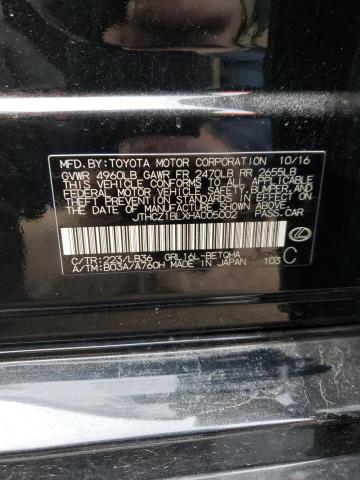 MFD. BY: TOYOTA MOTOR CORPORATION 10/16
GVWR 4960LB GAWR FR 2470LB RR 2655LB
THIS VEHICLE CONFORMS TO ALL APPLICABLE
FEDERAL MOTOR VEHICLE SAFETY, BUMPER, AND
THEFT PREVENTION STANDARDS IN EFFECT ON
THE DATE OF MANUFACTURE SHOWN ABOVE.
JTHCZ1BLXHA005002 PASS. CAR
C/TR: 223/LB36 GRL16L-BETQHA
A/TM: B03A/A760H MADE IN JAPAN 103 C